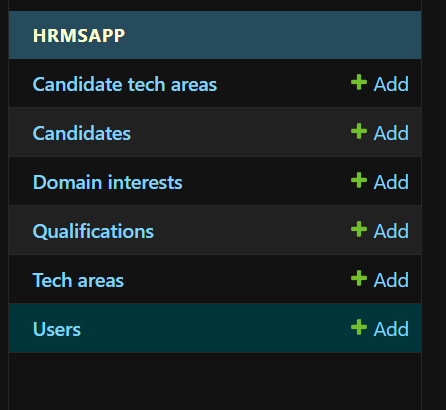 HRMSAPP
Candidate tech areas + Add
Candidates + Add
Domain interests + Add
Qualifications + Add
Tech areas + Add
Users + Add